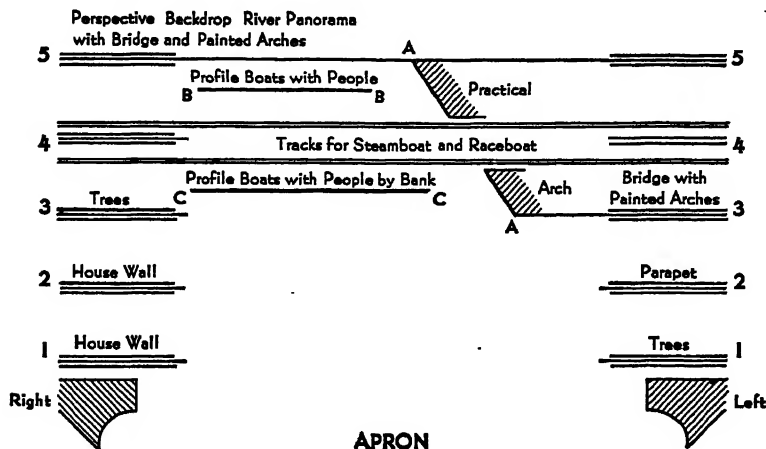 Perspective Backdrop River Panorama
with Bridge and Painted Arches
A
5
5
Profile Boats with People
Practical
B
B
4
Tracks for Steamboat and Raceboat
4
Profile Boats with People by Bank
Arch
Bridge with
Painted Arches
3
Trees
C
C
A
3
2
House Wall
Parapet
2
1
House Wall
Trees
1
Right
Left
APRON